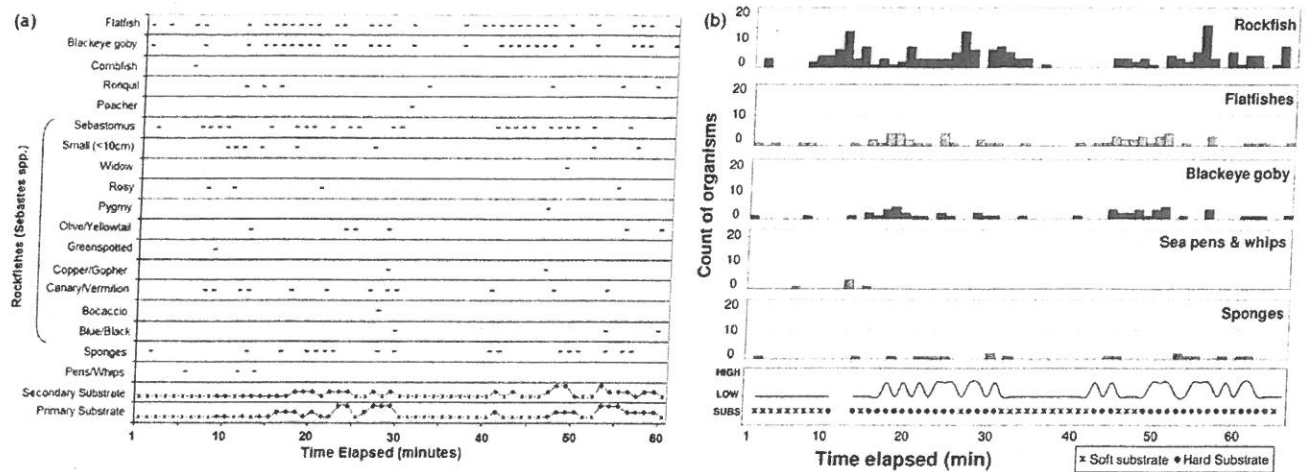 (a)
Flatfish
Blackeye goby
Combfish
Ronquil
Poacher
Rockfishes (Sebastes spp.)
Sebastomus
Small (<10cm)
Widow
Rosy
Pygmy
Olive/Yellowtail
Greenspotted
Copper/Gopher
Canary/Vermilion
Bocaccio
Blue/Black
Sponges
Pens/Whips
Secondary Substrate
Primary Substrate
1 10 20 30 40 50 60
Time Elapsed (minutes)
(b)
Count of organisms
20
10
0
Rockfish
20
10
0
Flatfishes
20
10
0
Blackeye goby
20
10
0
Sea pens & whips
20
10
0
Sponges
HIGH
LOW
SUBS
1 10 20 30 40 50 60
Time elapsed (min)
x Soft substrate ● Hard Substrate